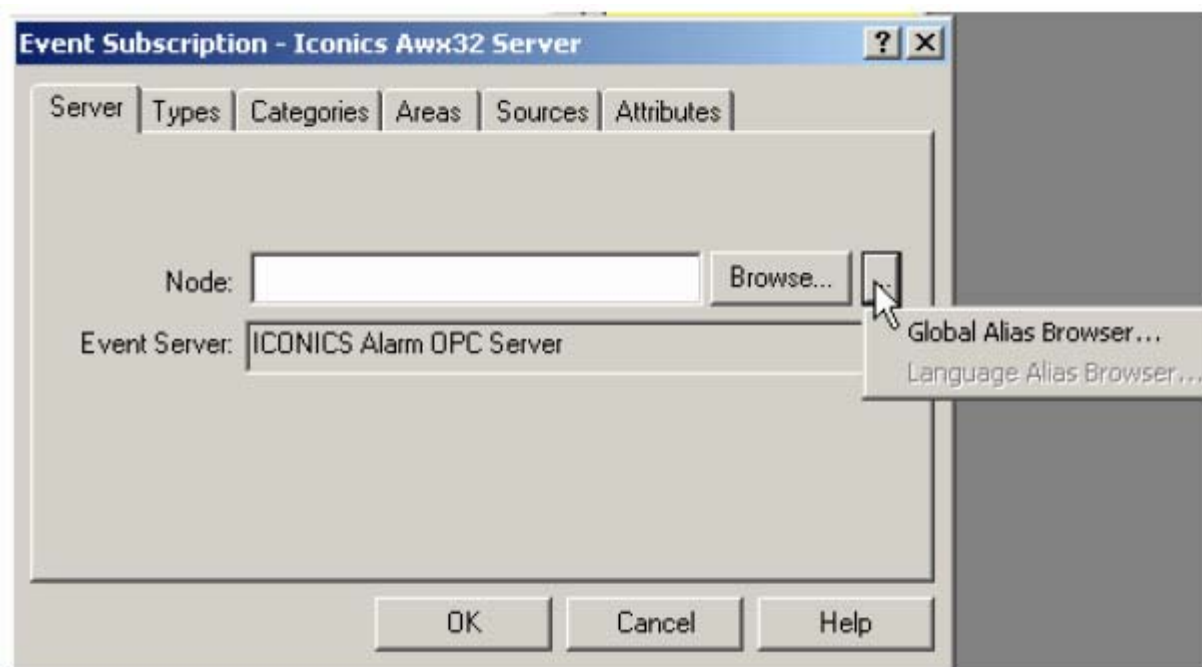 Event Subscription - Iconics Awx32 Server ? X
Server Types Categories Areas Sources Attributes
Node: Browse... ...
Global Alias Browser...
Event Server: ICONICS Alarm OPC Server
Language Alias Browser...
OK Cancel Help